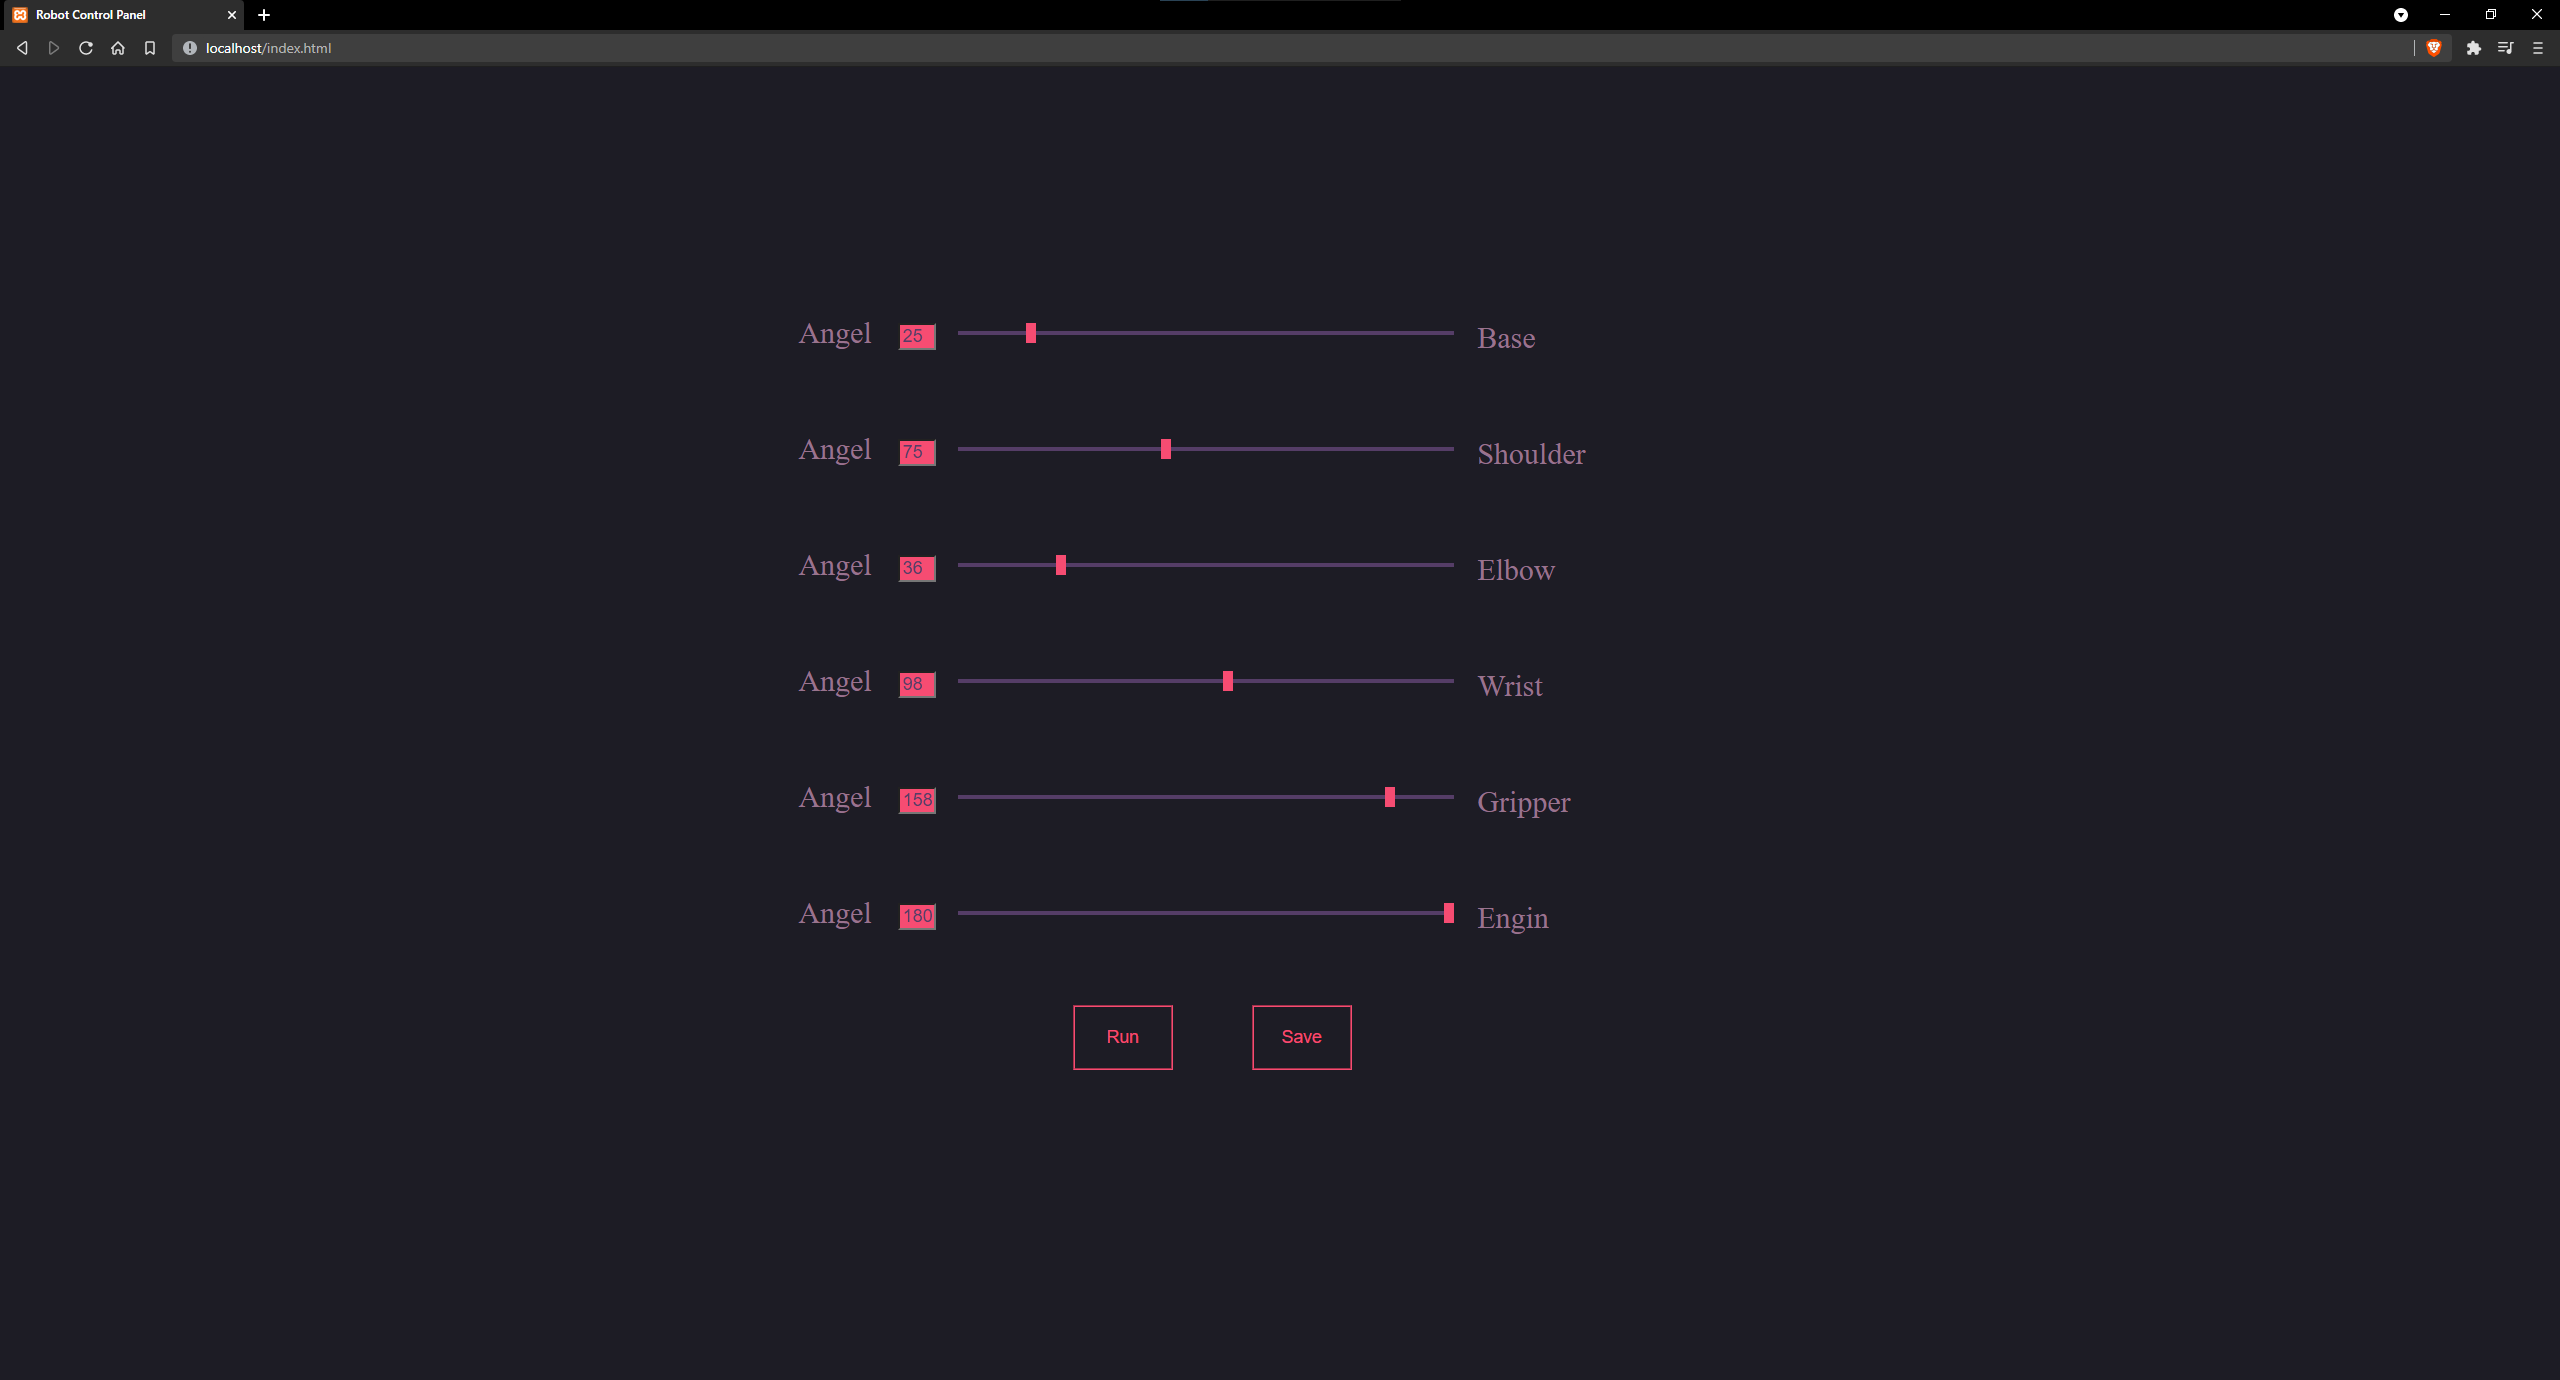 Robot Control Panel
localhost/index.html
Angel 25 Base
Angel 75 Shoulder
Angel 36 Elbow
Angel 98 Wrist
Angel 158 Gripper
Angel 180 Engin
Run Save